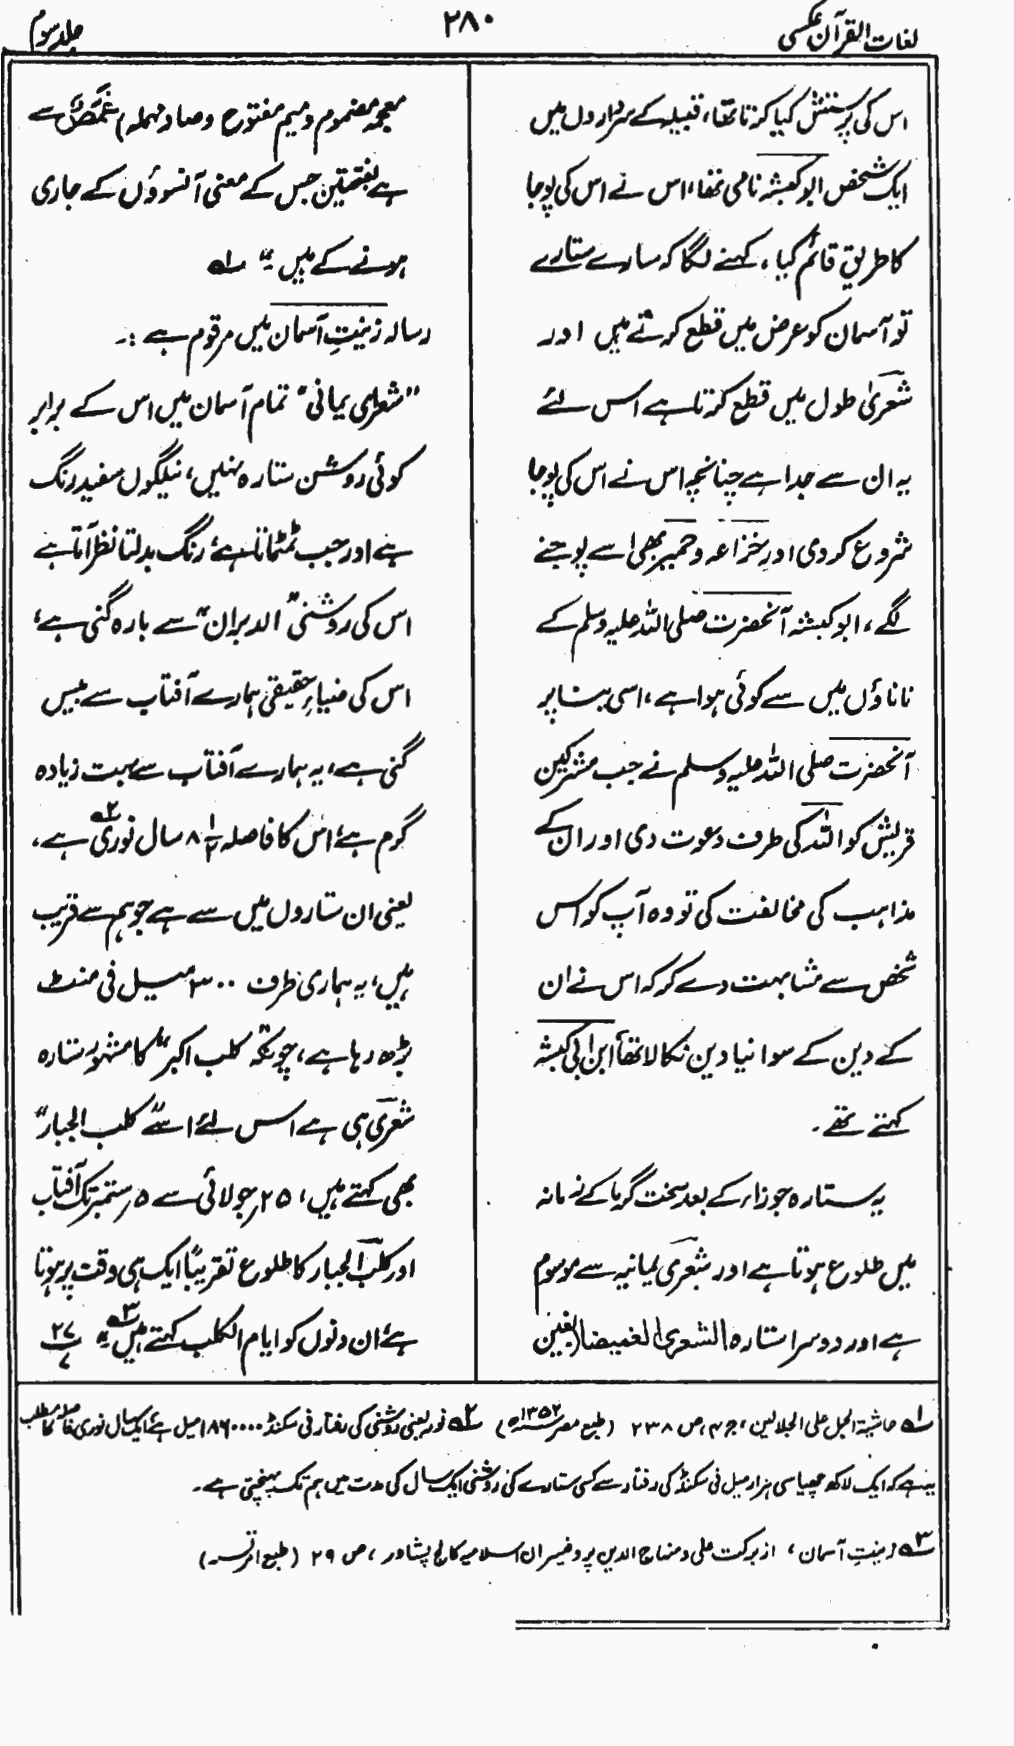 لغات القرآن عکسی
۲۸۰
جلد سوم
اس کی پرستش کیا کرتا تھا، قبیلہ کے سرداروں میں
ایک شخص ابوکبشہ نامی تھا، اس نے اس کی پوجا
کا طریق قائم کیا، کہنے لگا کہ سارے ستارے
تو آسمان کو عرض میں قطع کرتے ہیں اور
شعریٰ طول میں قطع کرتا ہے اس لئے
یہ ان سے جدا ہے چنانچہ اس نے اس کی پوجا
شروع کر دی اور خزاعہ و حمیر بھی اسے پوجنے
لگے، ابوکبشہ آنحضرت صلی اللہ علیہ وسلم کے
ناناؤں میں سے کوئی ہوا ہے، اسی بنا پر
آنحضرت صلی اللہ علیہ وسلم نے جب مشرکین
قریش کو اللہ کی طرف دعوت دی اور ان کے
مذاہب کی مخالفت کی تو وہ آپ کو اس
شخص سے مشابہت دے کر کہ اس نے ان
کے دین کے سوا نیا دین نکالا تھا ابن ابی کبشہ
کہتے تھے۔
یہ ستارہ جوزاء کے بعد سخت گرما کے زمانہ
میں طلوع ہوتا ہے اور شعریٰ یمانیہ سے موسوم
ہے اور دوسرا ستارہ الشعریٰ الغمیصا (بغین
معجمہ مضموم و میم مفتوح و صاد مہملہ) غَمَصٌ سے
ہے بفتحتین جس کے معنی آنسوؤں کے جاری
ہونے کے ہیں" ۱؎
رسالہ زینتِ آسمان میں مرقوم ہے :۔
"شعرای یمانی" تمام آسمان میں اس کے برابر
کوئی روشن ستارہ نہیں، نیلگوں سفید رنگ
ہے اور جب ٹمٹماتا ہے، رنگ بدلتا نظر آتا ہے
اس کی روشنی "الدبران" سے بارہ گنی ہے،
اس کی ضیاءِ حقیقی ہمارے آفتاب سے بیس
گنی ہے، یہ ہمارے آفتاب سے بہت زیادہ
گرم ہے، اس کا فاصلہ ۸ ۱/۲ سال نوری ۲؎ ہے،
یعنی ان ستاروں میں سے ہے جو ہم سے قریب
ہیں، یہ ہماری طرف ۳۰۰ میل فی منٹ
بڑھ رہا ہے، چونکہ "کلب اکبر" کا مشہور ستارہ
شعریٰ ہی ہے اس لئے اسے "کلب الجبار"
بھی کہتے ہیں، ۲۵ جولائی سے ۵ ستمبر تک آفتاب
اور کلب الجبار کا طلوع تقریبًا ایک ہی وقت پر ہوتا
ہے، ان دنوں کو ایام الکلب کہتے ہیں" ۳؎ ۲۷
۱؎ حاشیۃ الجمل علی الجلالین، ج ۴، ص ۲۳۸ (طبع مصر ۱۳۵۲ھ) ۲؎ نور یعنی روشنی کی رفتار فی سکنڈ ۱۸۶۰۰۰ میل ہے، ایک سال نوری فاصلہ کا مطلب
یہ ہے کہ ایک لاکھ چھیاسی ہزار میل فی سکنڈ کی رفتار سے کسی ستارے کی روشنی ایک سال کی مدت میں ہم تک پہنچتی ہے۔
۳؎ زینتِ آسمان، از برکت علی و منہاج الدین پروفیسران اسلامیہ کالج پشاور، ص ۲۹ (طبع امرتسر)